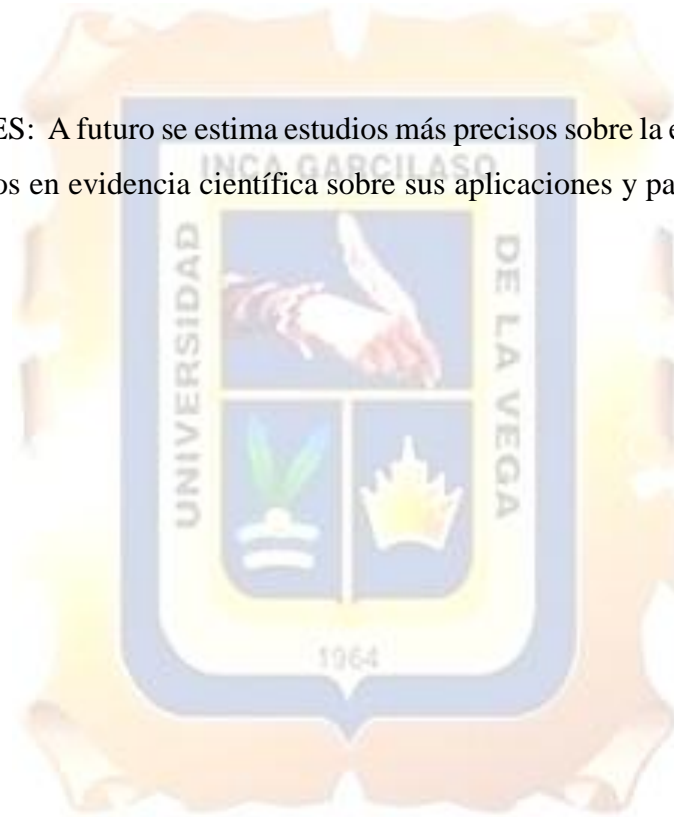 ES: A futuro se estima estudios más precisos sobre la e
INCA GARCILASO
os en evidencia científica sobre sus aplicaciones y pa
UNIVERSIDAD
DE LA VEGA
1964